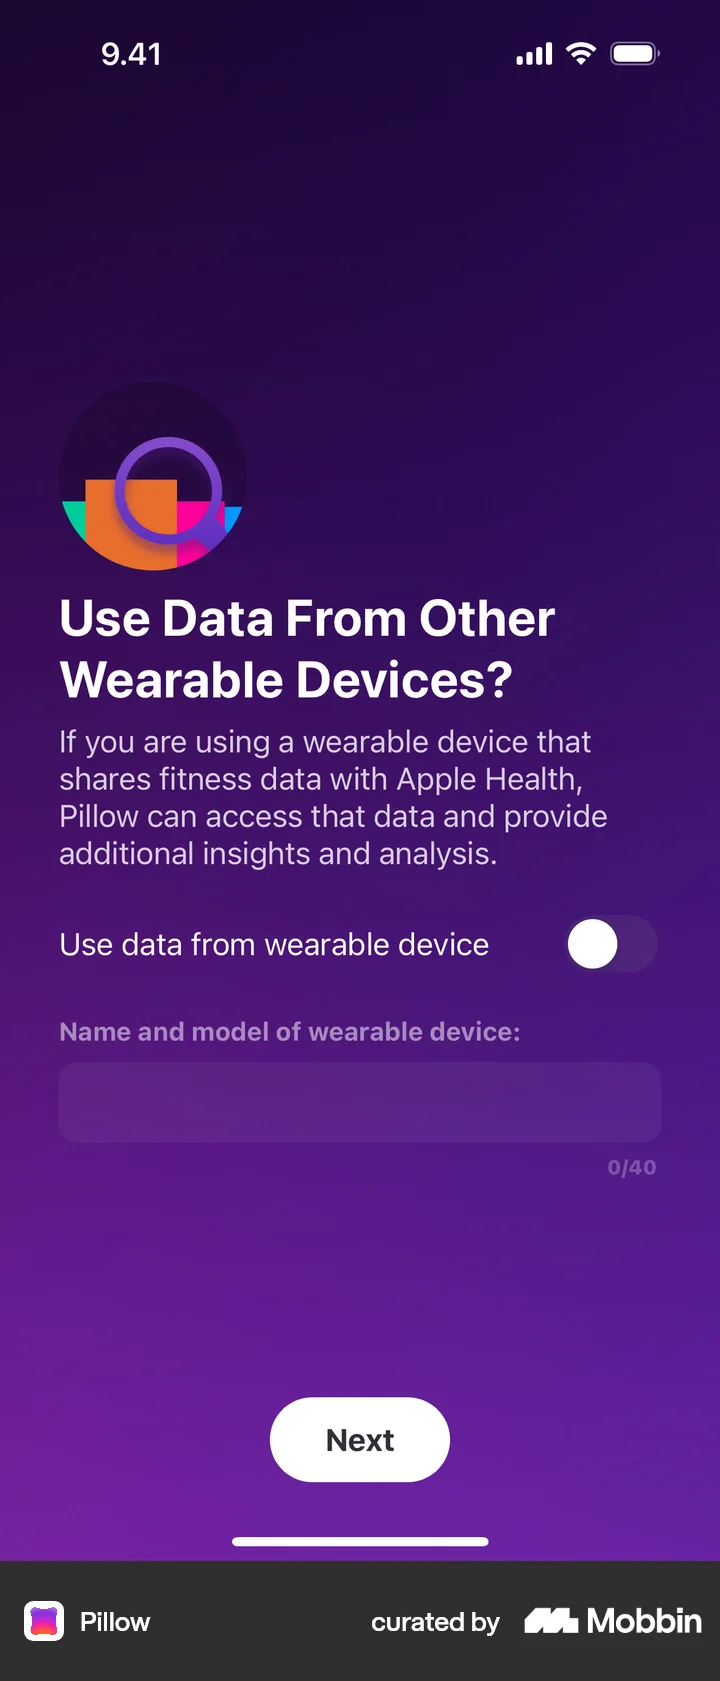 9.41
Use Data From Other
Wearable Devices?
If you are using a wearable device that
shares fitness data with Apple Health,
Pillow can access that data and provide
additional insights and analysis.
Use data from wearable device
Name and model of wearable device:
0/40
Next
Pillow
curated by Mobbin